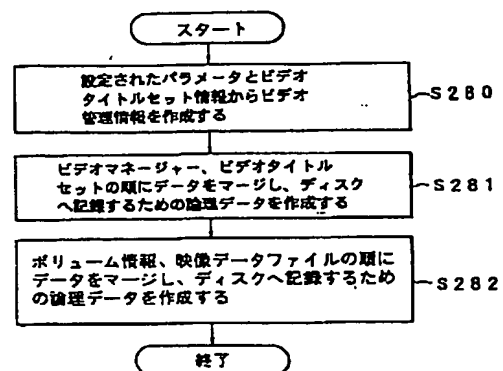 スタート
設定されたパラメータとビデオ
タイトルセット情報からビデオ
管理情報を作成する
S280
ビデオマネージャー、ビデオタイトル
セットの順にデータをマージし、ディスク
へ記録するための論理データを作成する
S281
ボリューム情報、映像データファイルの順に
データをマージし、ディスクへ記録するため
の論理データを作成する
S282
終了